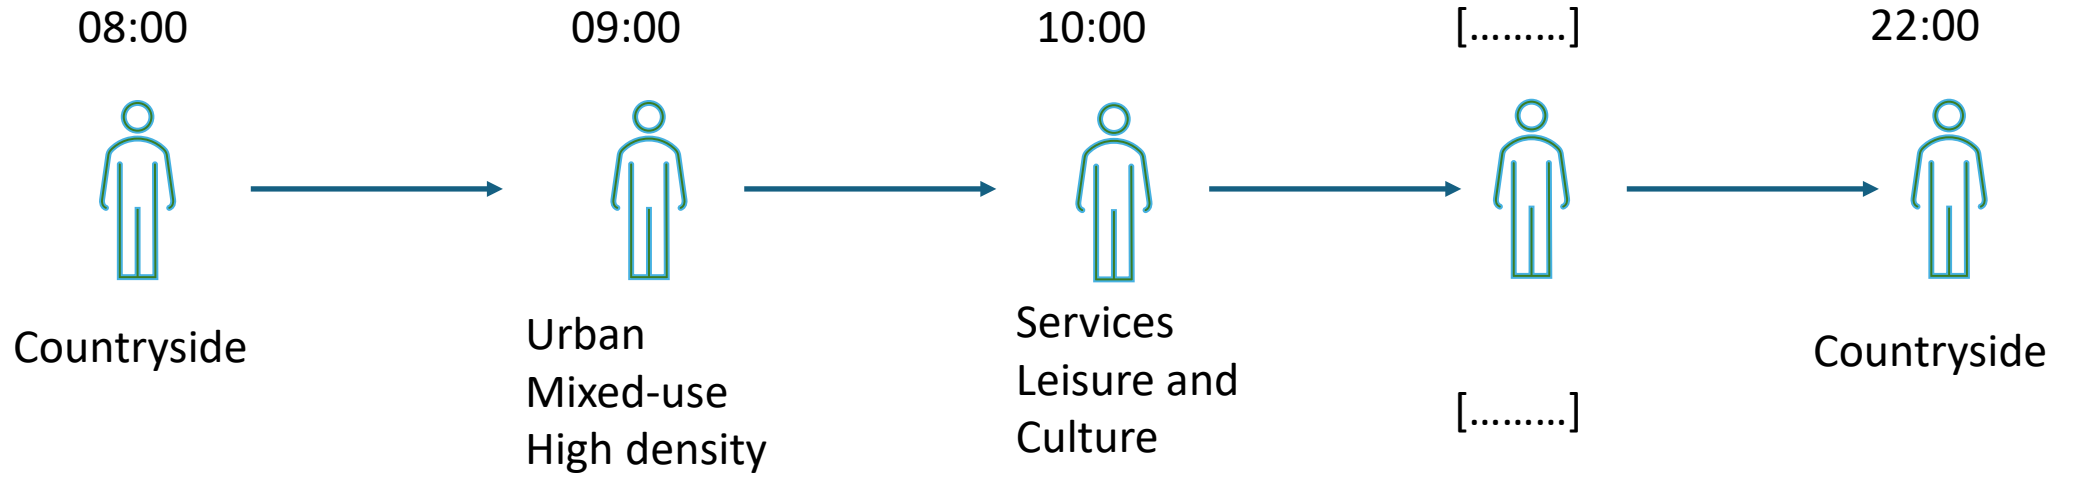 08:00
09:00
10:00
[.........]
22:00
Countryside
Urban
Mixed-use
High density
Services
Leisure and
Culture
[.........]
Countryside